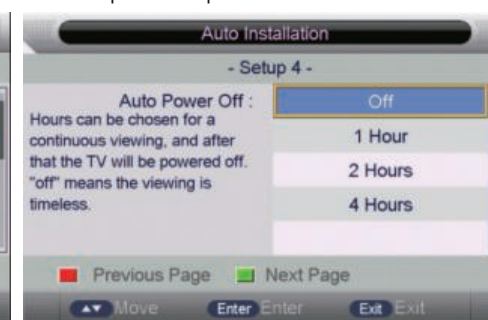 Auto Installation
- Setup 4 -
Auto Power Off :
Hours can be chosen for a
continuous viewing, and after
that the TV will be powered off.
"off" means the viewing is
timeless.
Off
1 Hour
2 Hours
4 Hours
Previous Page Next Page
Move Enter Enter Exit Exit